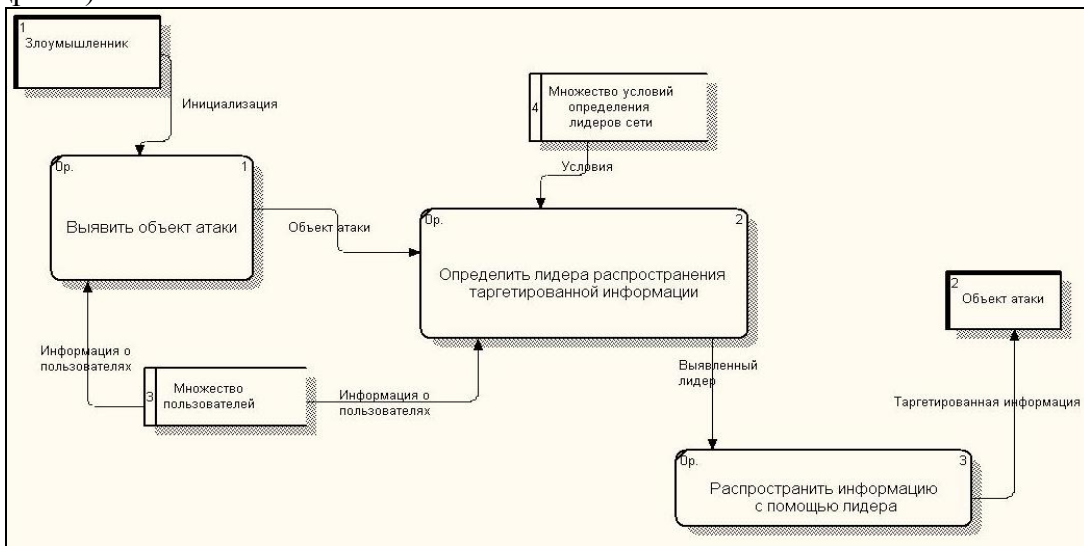 1
Злоумышленник
Инициализация
4
Множество условий
определения
лидеров сети
Условия
0р.
1
Выявить объект атаки
Объект атаки
0р.
2
Определить лидера распространения
таргетированной информации
2
Объект атаки
Информация о
пользователях
3
Множество
пользователей
Информация о
пользователях
Выявленный
лидер
Таргетированная информация
0р.
3
Распространить информацию
с помощью лидера